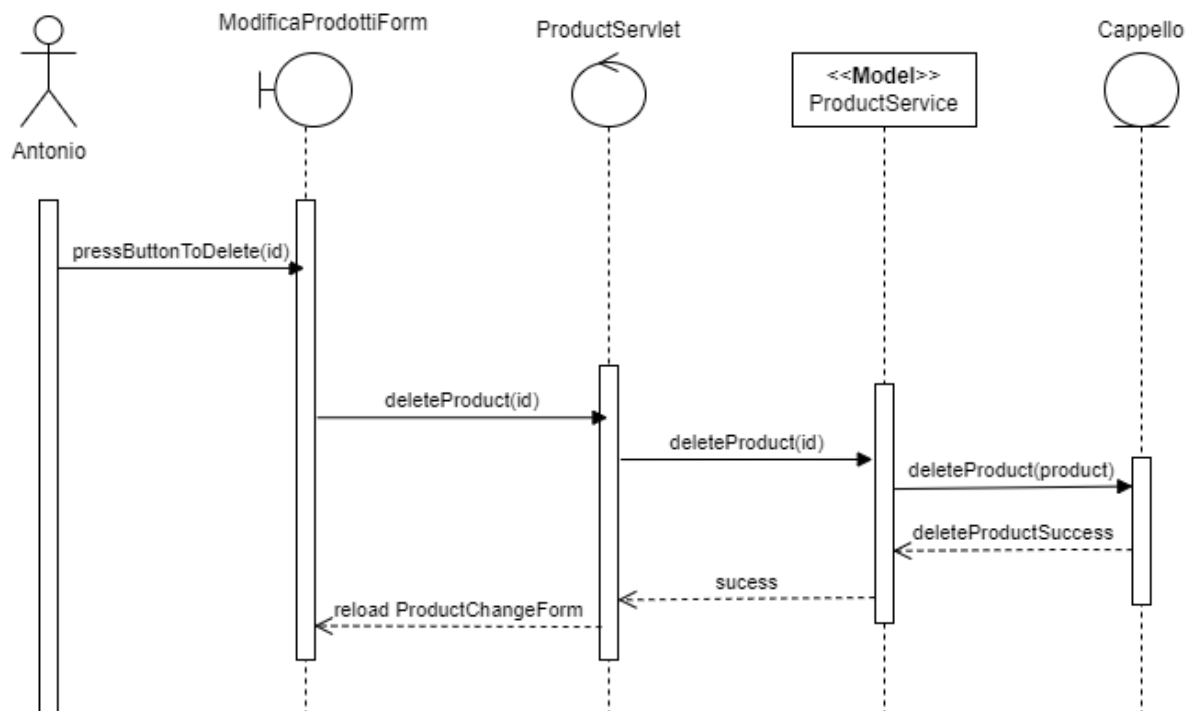 ModificaProdottiForm
ProductServlet
Cappello
<<Model>>
ProductService
Antonio
pressButtonToDelete(id)
deleteProduct(id)
deleteProduct(id)
deleteProduct(product)
deleteProductSuccess
sucess
reload ProductChangeForm